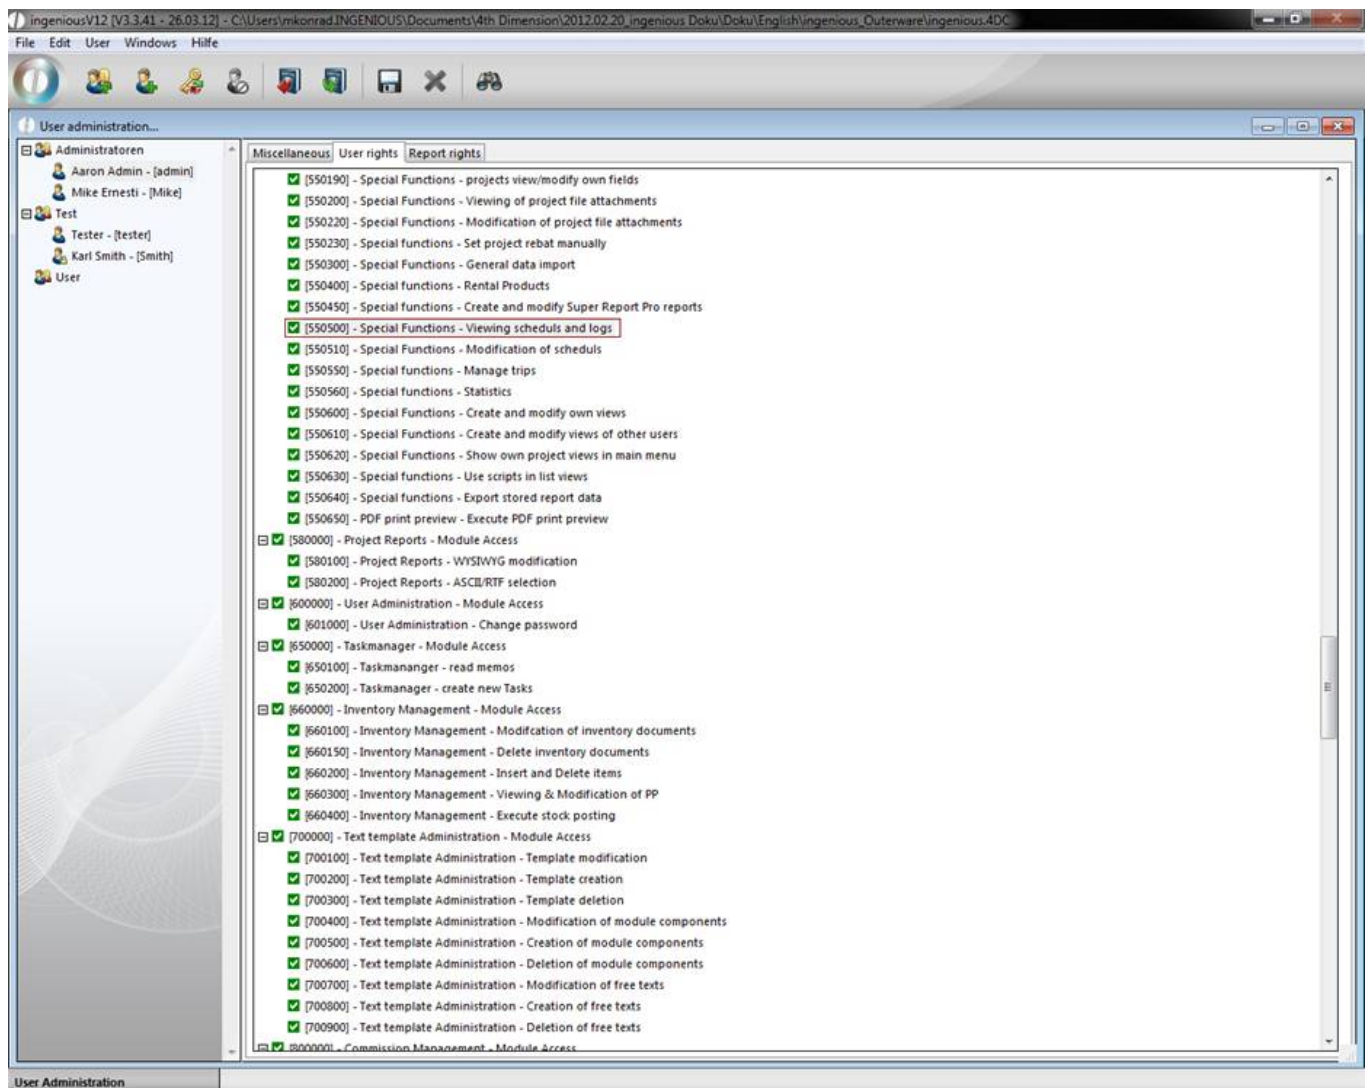 ingeniousV12 [V3.3.41 - 26.03.12] - C:\Users\mkonrad.INGENIOUS\Documents\4th Dimension\2012.02.20_ingenious Doku\Doku\English\ingenious_Outerware\ingenious.4DC
File Edit User Windows Hilfe
User administration...
Administratoren
Aaron Admin - [admin]
Mike Ernesti - [Mike]
Test
Tester - [tester]
Karl Smith - [Smith]
User
Miscellaneous User rights Report rights
[550190] - Special Functions - projects view/modify own fields
[550200] - Special Functions - Viewing of project file attachments
[550220] - Special Functions - Modification of project file attachments
[550230] - Special functions - Set project rebat manually
[550300] - Special Functions - General data import
[550400] - Special functions - Rental Products
[550450] - Special functions - Create and modify Super Report Pro reports
[550500] - Special Functions - Viewing scheduls and logs
[550510] - Special Functions - Modification of scheduls
[550550] - Special functions - Manage trips
[550560] - Special functions - Statistics
[550600] - Special Functions - Create and modify own views
[550610] - Special Functions - Create and modify views of other users
[550620] - Special functions - Show own project views in main menu
[550630] - Special functions - Use scripts in list views
[550640] - Special functions - Export stored report data
[550650] - PDF print preview - Execute PDF print preview
[580000] - Project Reports - Module Access
[580100] - Project Reports - WYSIWYG modification
[580200] - Project Reports - ASCII/RTF selection
[600000] - User Administration - Module Access
[601000] - User Administration - Change password
[650000] - Taskmanager - Module Access
[650100] - Taskmananger - read memos
[650200] - Taskmanager - create new Tasks
[660000] - Inventory Management - Module Access
[660100] - Inventory Management - Modifcation of inventory documents
[660150] - Inventory Management - Delete inventory documents
[660200] - Inventory Management - Insert and Delete items
[660300] - Inventory Management - Viewing & Modification of PP
[660400] - Inventory Management - Execute stock posting
[700000] - Text template Administration - Module Access
[700100] - Text template Administration - Template modification
[700200] - Text template Administration - Template creation
[700300] - Text template Administration - Template deletion
[700400] - Text template Administration - Modification of module components
[700500] - Text template Administration - Creation of module components
[700600] - Text template Administration - Deletion of module components
[700700] - Text template Administration - Modification of free texts
[700800] - Text template Administration - Creation of free texts
[700900] - Text template Administration - Deletion of free texts
[800000] - Commission Management - Module Access
User Administration